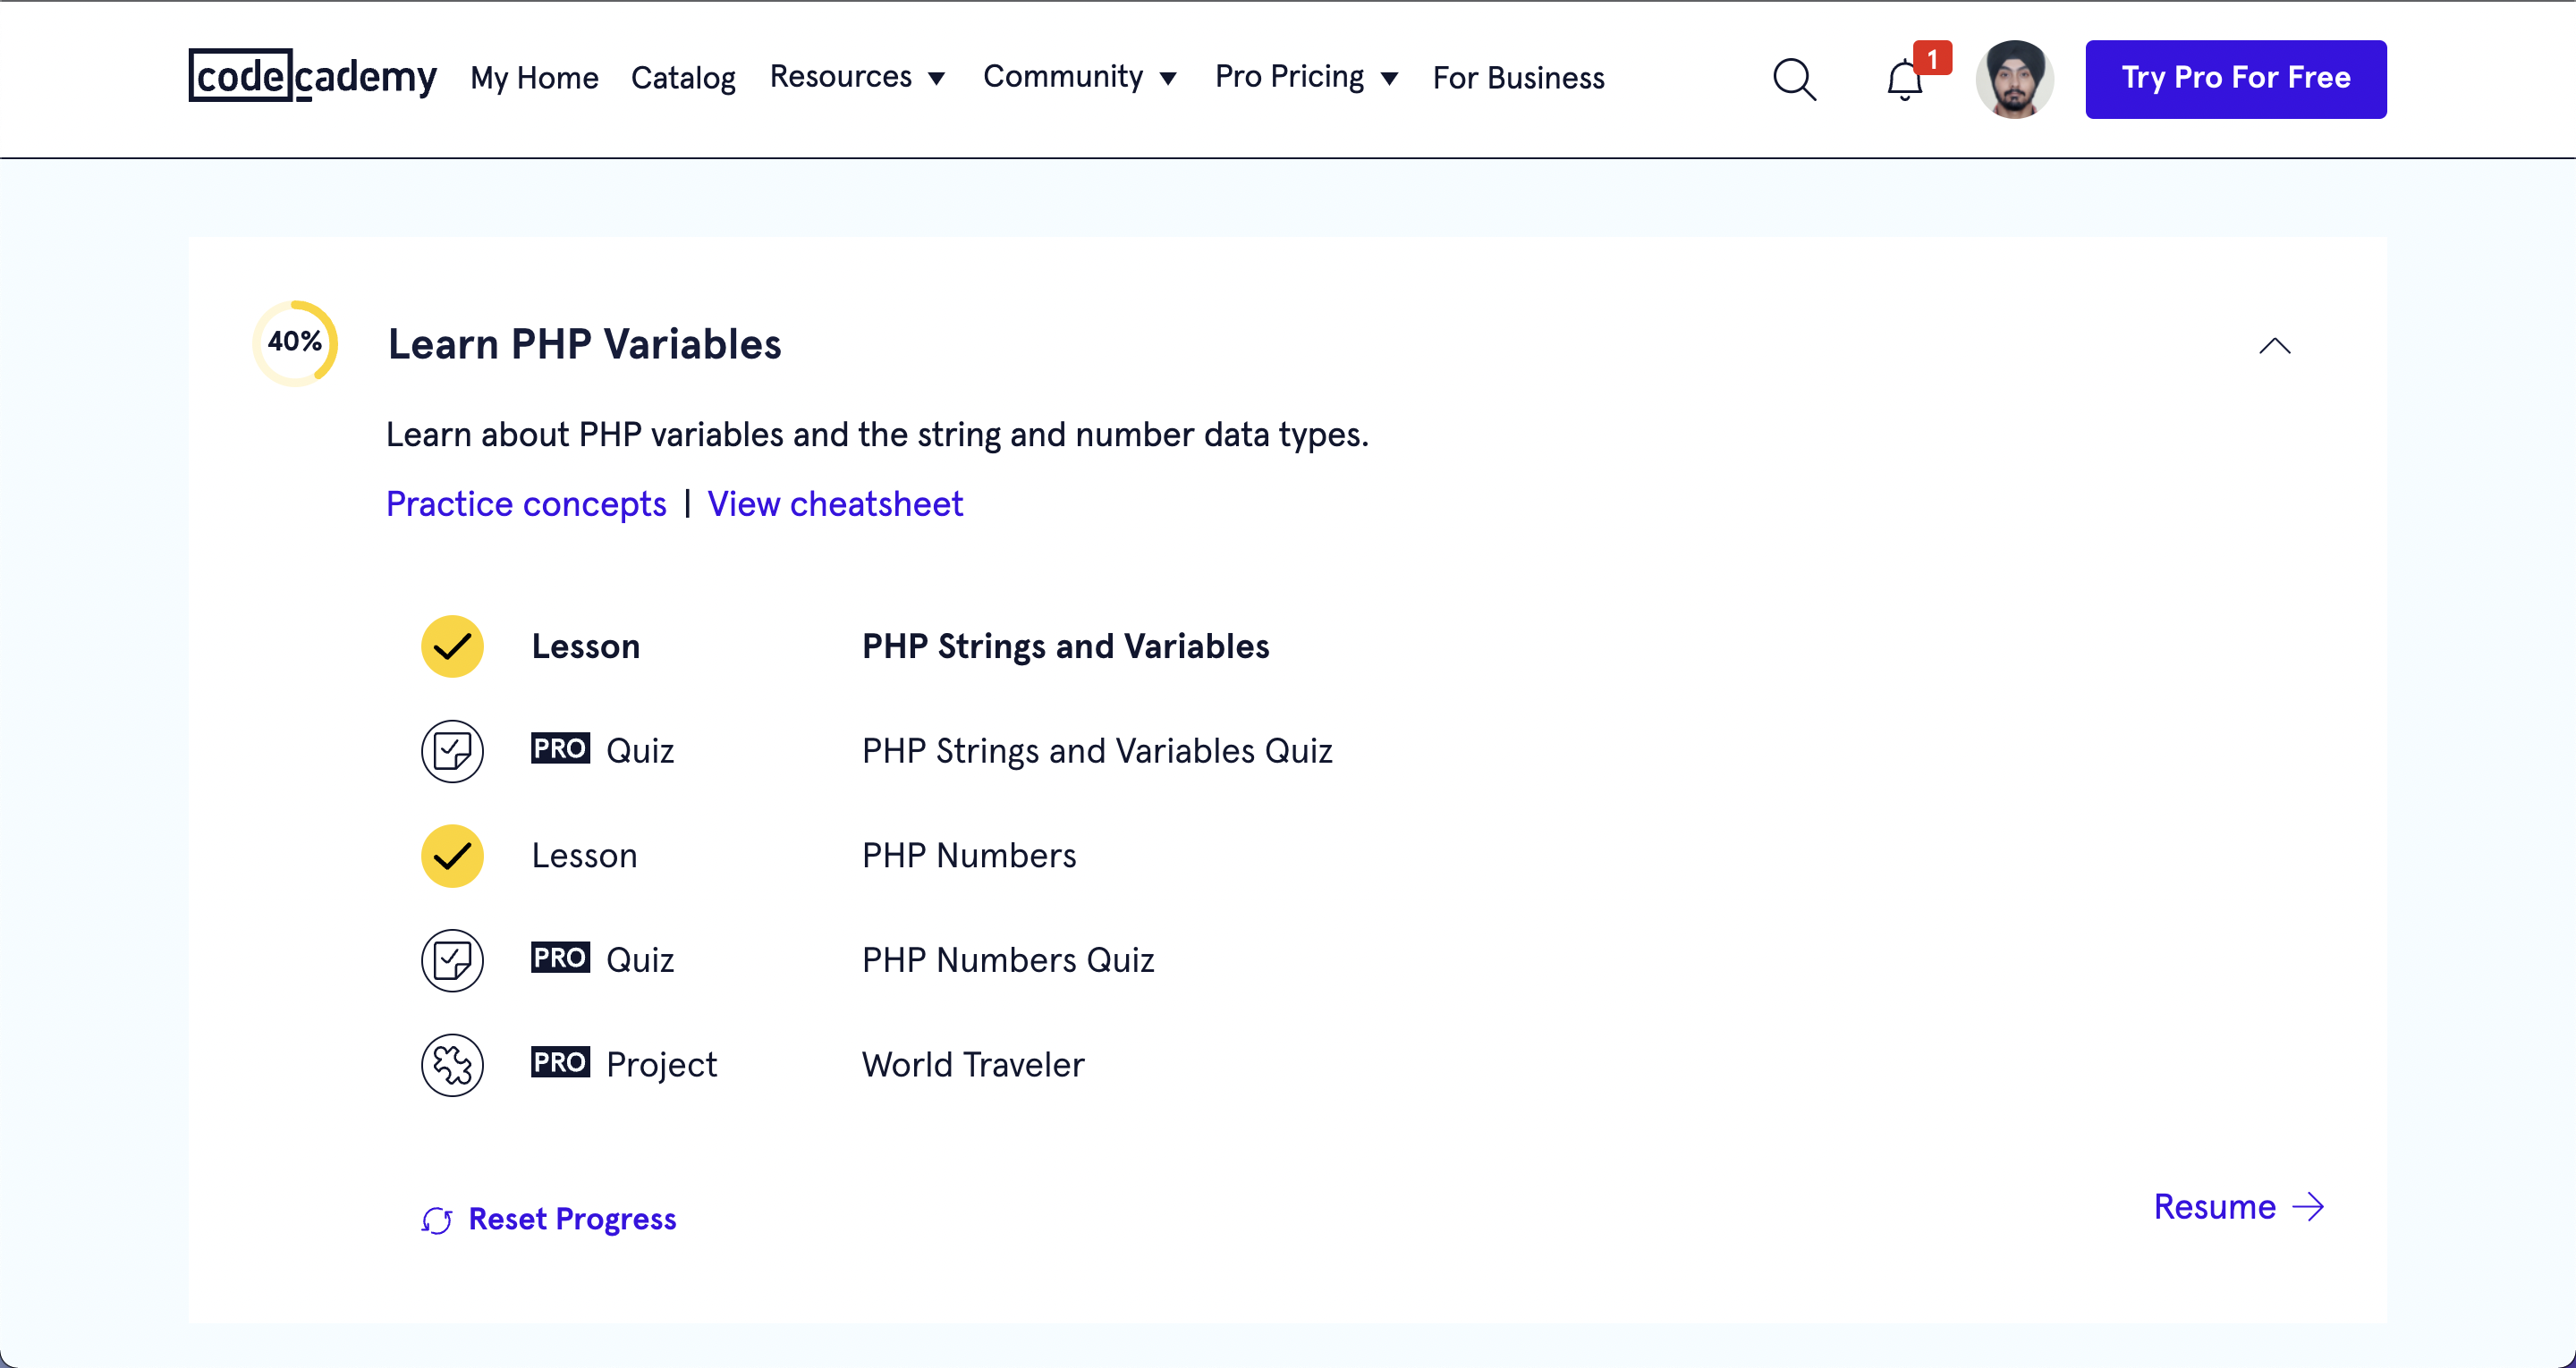 codecademy My Home Catalog Resources Community Pro Pricing For Business 1 Try Pro For Free
40% Learn PHP Variables
Learn about PHP variables and the string and number data types.
Practice concepts | View cheatsheet
Lesson PHP Strings and Variables
PRO Quiz PHP Strings and Variables Quiz
Lesson PHP Numbers
PRO Quiz PHP Numbers Quiz
PRO Project World Traveler
Reset Progress Resume